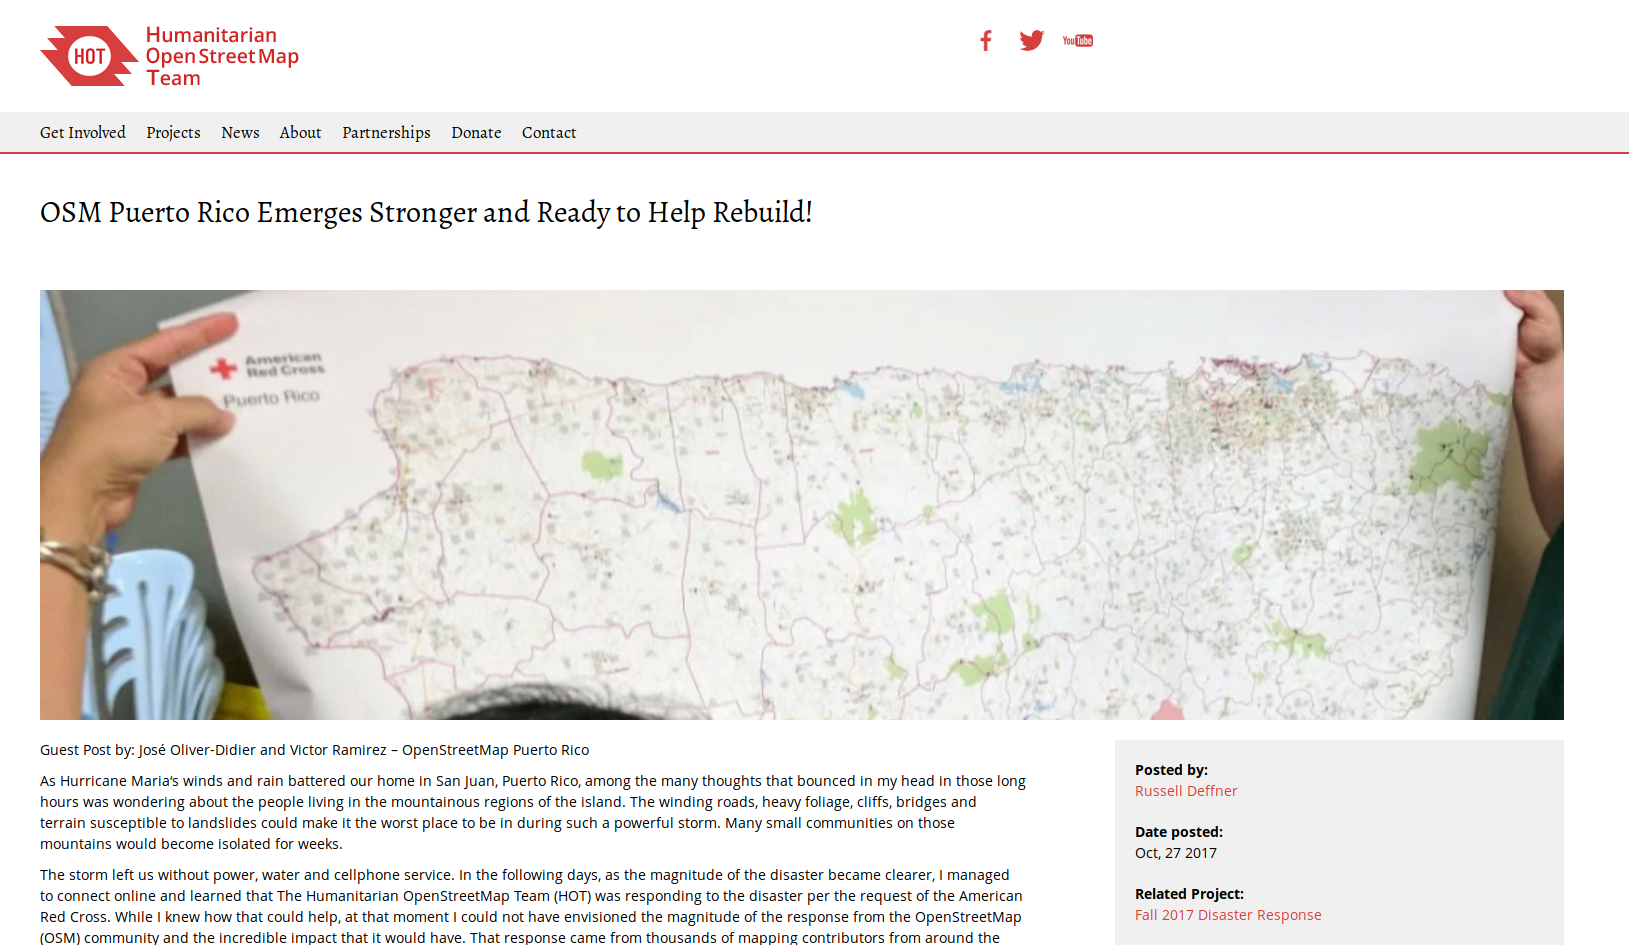 HOT
Humanitarian
OpenStreetMap
Team
YouTube
Get Involved Projects News About Partnerships Donate Contact
OSM Puerto Rico Emerges Stronger and Ready to Help Rebuild!
American
Red Cross
Puerto Rico
Guest Post by: José Oliver-Didier and Victor Ramirez – OpenStreetMap Puerto Rico
As Hurricane Maria's winds and rain battered our home in San Juan, Puerto Rico, among the many thoughts that bounced in my head in those long
hours was wondering about the people living in the mountainous regions of the island. The winding roads, heavy foliage, cliffs, bridges and
terrain susceptible to landslides could make it the worst place to be in during such a powerful storm. Many small communities on those
mountains would become isolated for weeks.
The storm left us without power, water and cellphone service. In the following days, as the magnitude of the disaster became clearer, I managed
to connect online and learned that The Humanitarian OpenStreetMap Team (HOT) was responding to the disaster per the request of the American
Red Cross. While I knew how that could help, at that moment I could not have envisioned the magnitude of the response from the OpenStreetMap
(OSM) community and the incredible impact that it would have. That response came from thousands of mapping contributors from around the
Posted by:
Russell Deffner
Date posted:
Oct, 27 2017
Related Project:
Fall 2017 Disaster Response